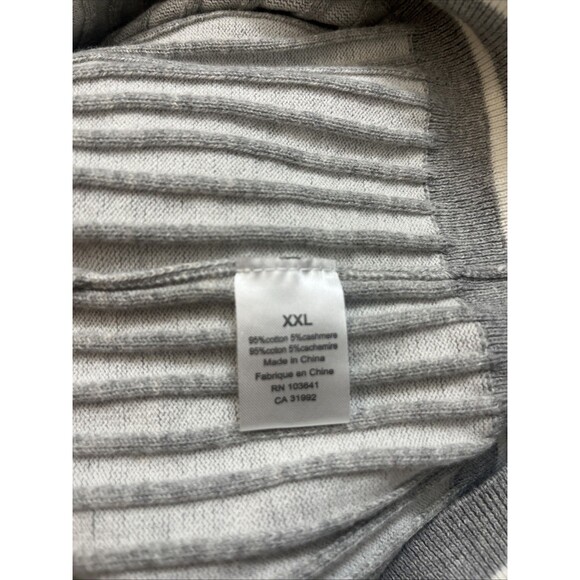 XXL
95%cotton 5%cashmere
95%coton 5%cachemire
Made in China
Fabrique en Chine
RN 103641
CA 31992